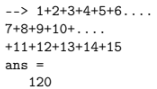 --> 1+2+3+4+5+6....
7+8+9+10+....
+11+12+13+14+15
ans =
120